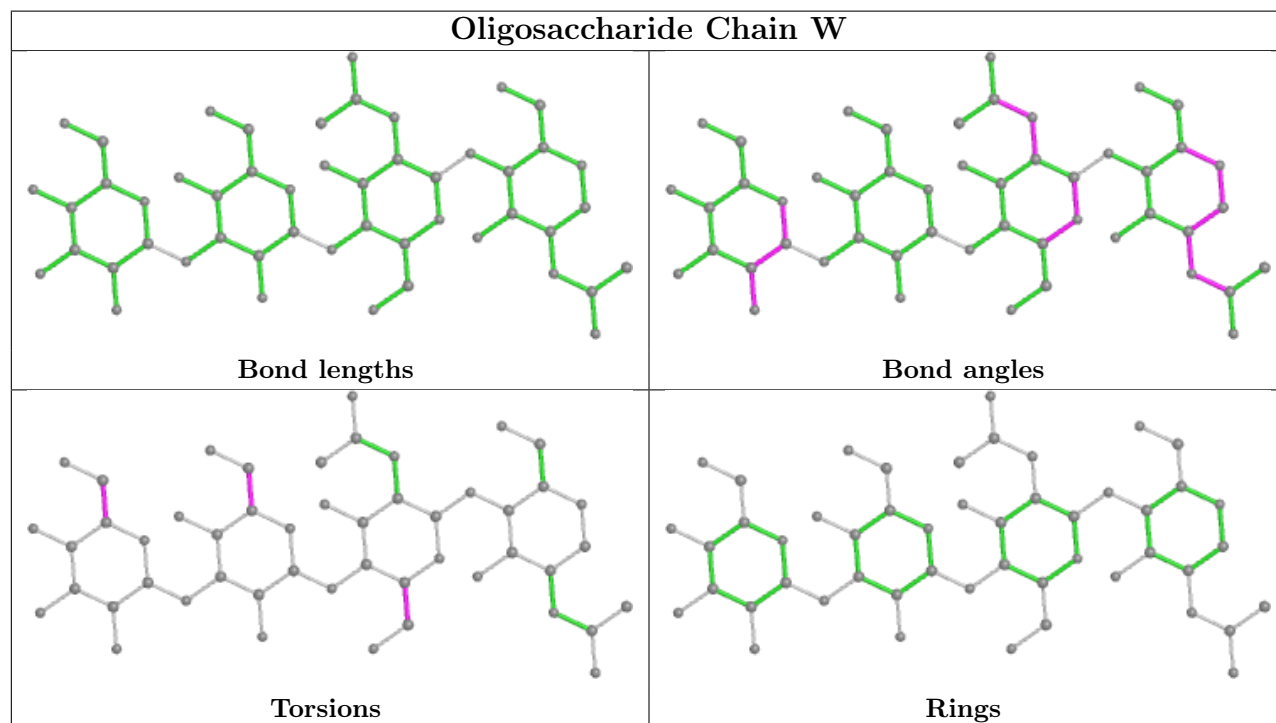 Oligosaccharide Chain W
Bond lengths
Bond angles
Torsions
Rings